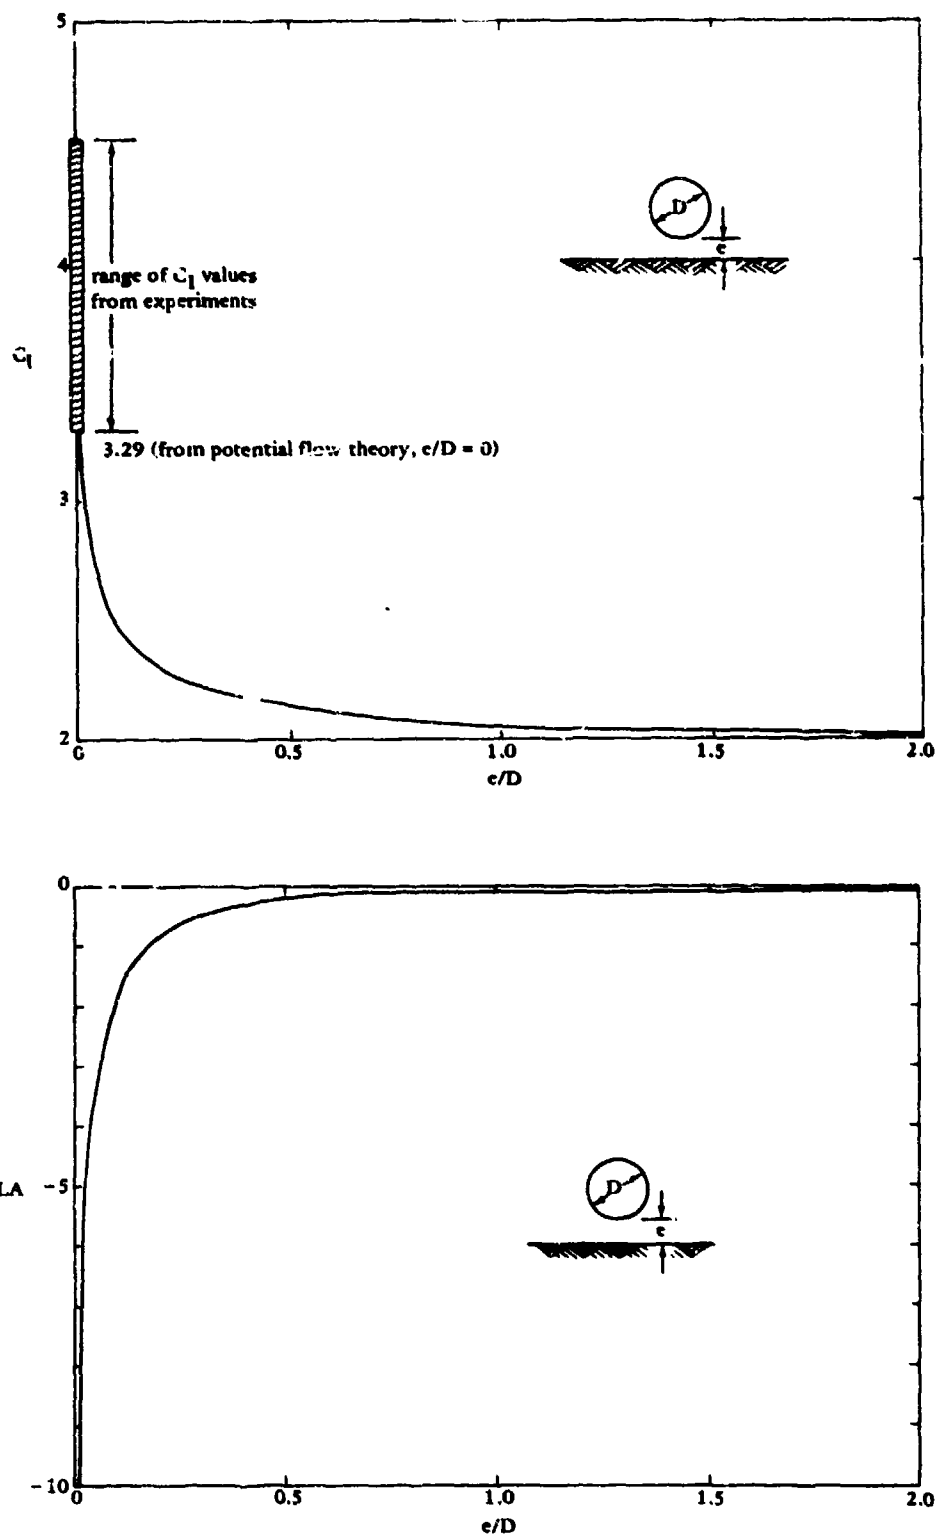 5
D
e
4
range of C_I values
from experiments
C_I
3.29 (from potential flow theory, e/D = 0)
3
2
0 0.5 1.0 1.5 2.0
e/D
0
D
e
LA -5
-10
0 0.5 1.0 1.5 2.0
e/D